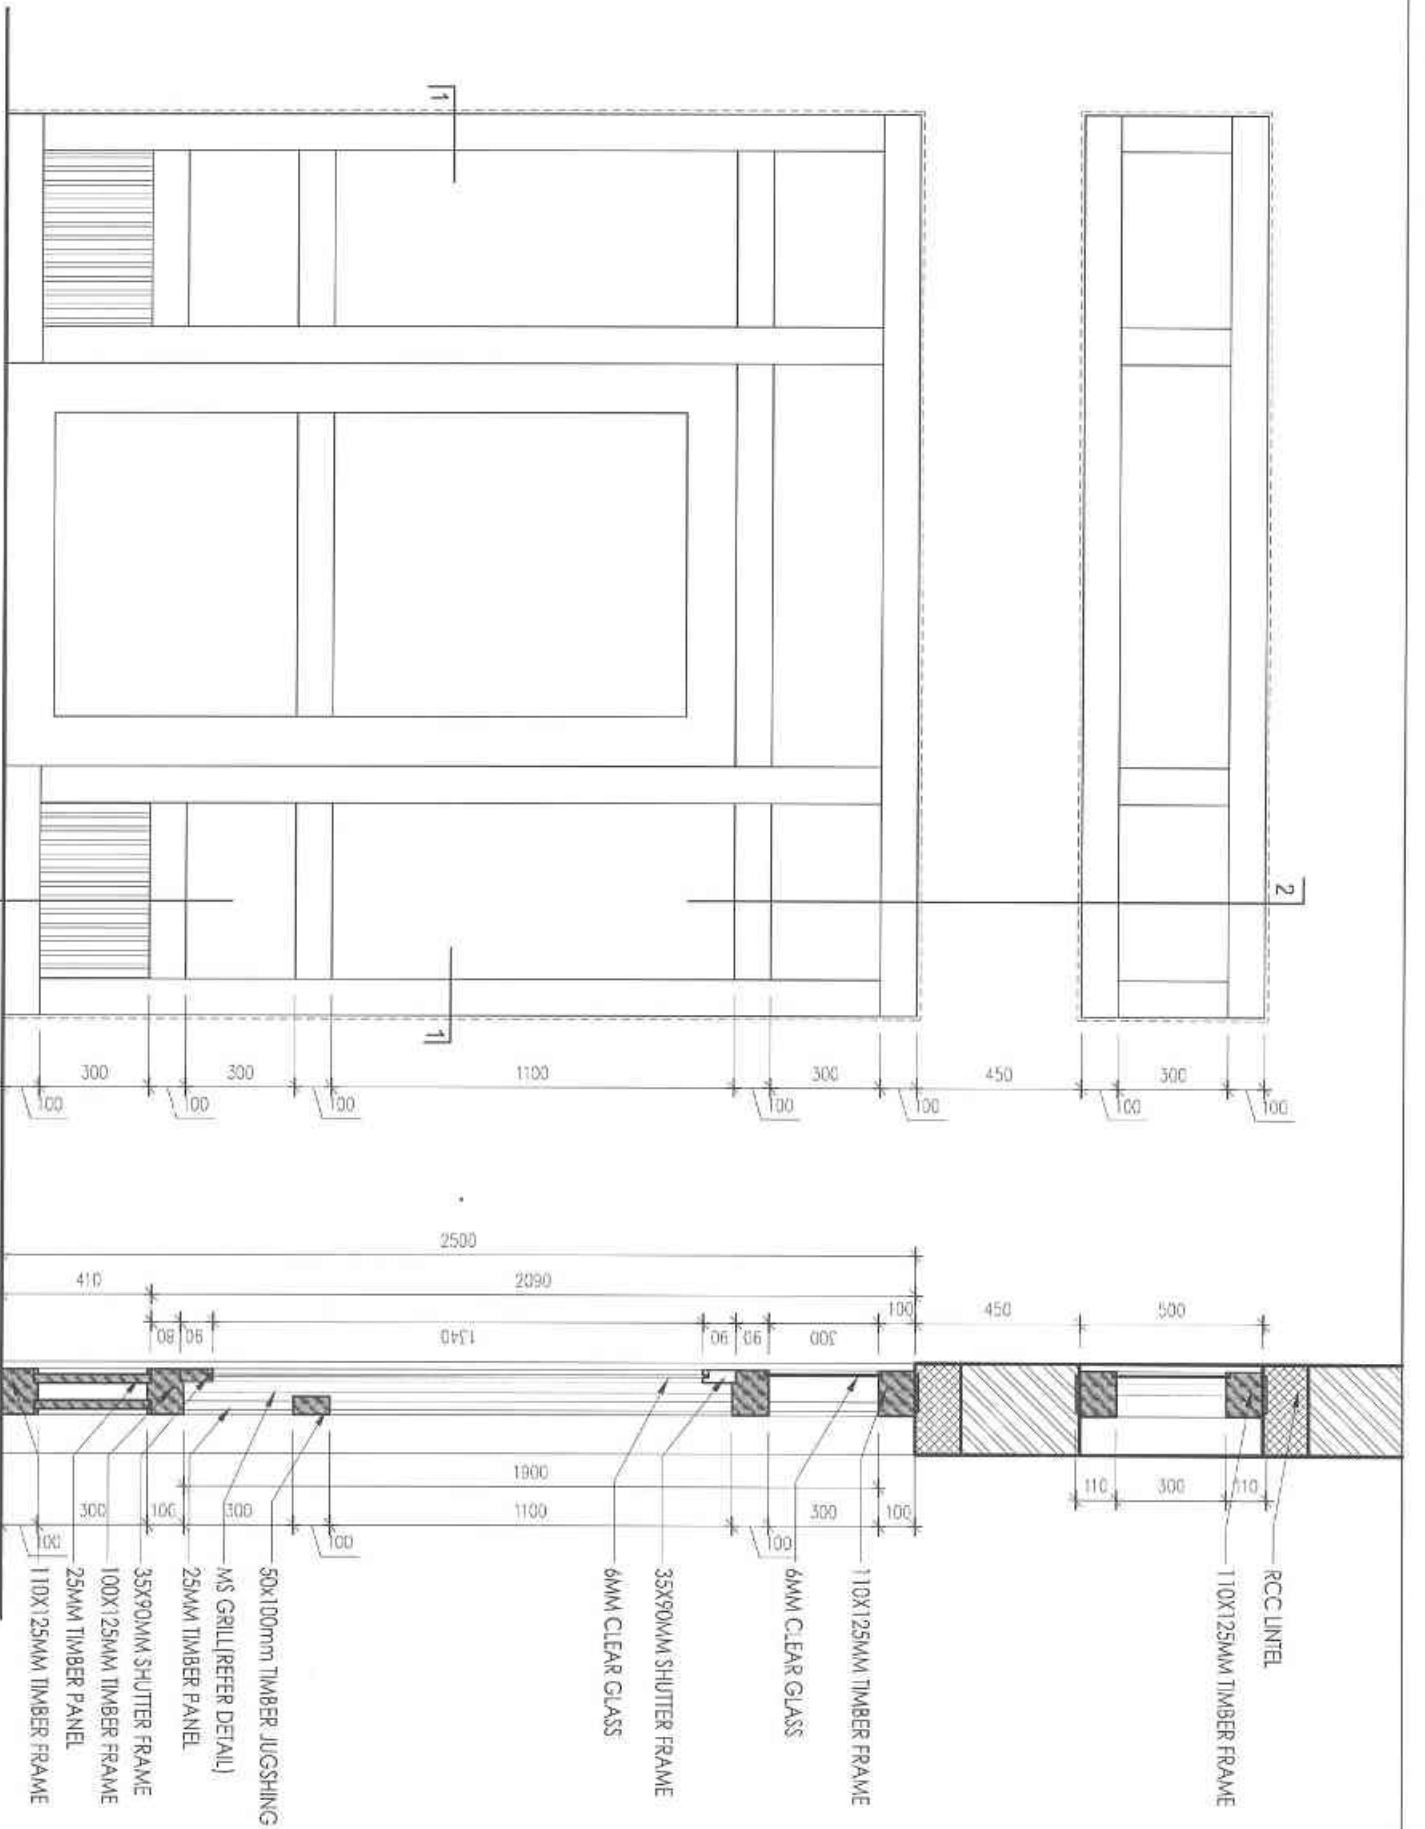 1
2
1
300 300 1100 300 450 300
100 100 100 100 100 100 100
2500
410 2090 450 500
100
80 90 1340 90 90 300
1900 110 300 110
300 100 300 1100 300 100
100 100 100
RCC LINTEL
110X125MM TIMBER FRAME
110X125MM TIMBER FRAME
6MM CLEAR GLASS
35X90MM SHUTTER FRAME
6MM CLEAR GLASS
50x100mm TIMBER JUGSHING
MS GRILL(REFER DETAIL)
25MM TIMBER PANEL
35X90MM SHUTTER FRAME
100X125MM TIMBER FRAME
25MM TIMBER PANEL
110X125MM TIMBER FRAME